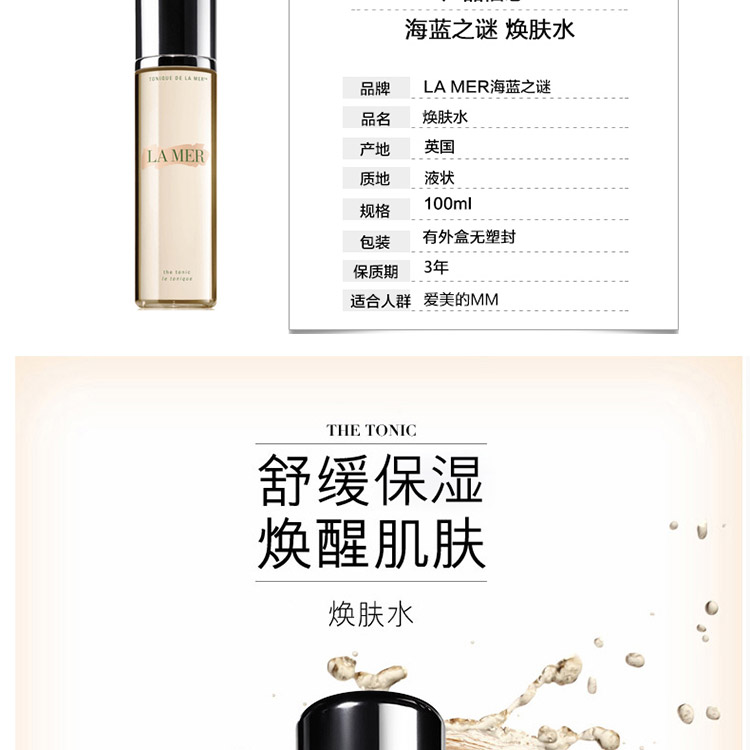 海蓝之谜 焕肤水
TONIQUE DE LA MER™
LA MER
the tonic
le tonique
品牌 LA MER海蓝之谜
品名 焕肤水
产地 英国
质地 液状
规格 100ml
包装 有外盒无塑封
保质期 3年
适合人群 爱美的MM
THE TONIC
舒缓保湿
焕醒肌肤
焕肤水